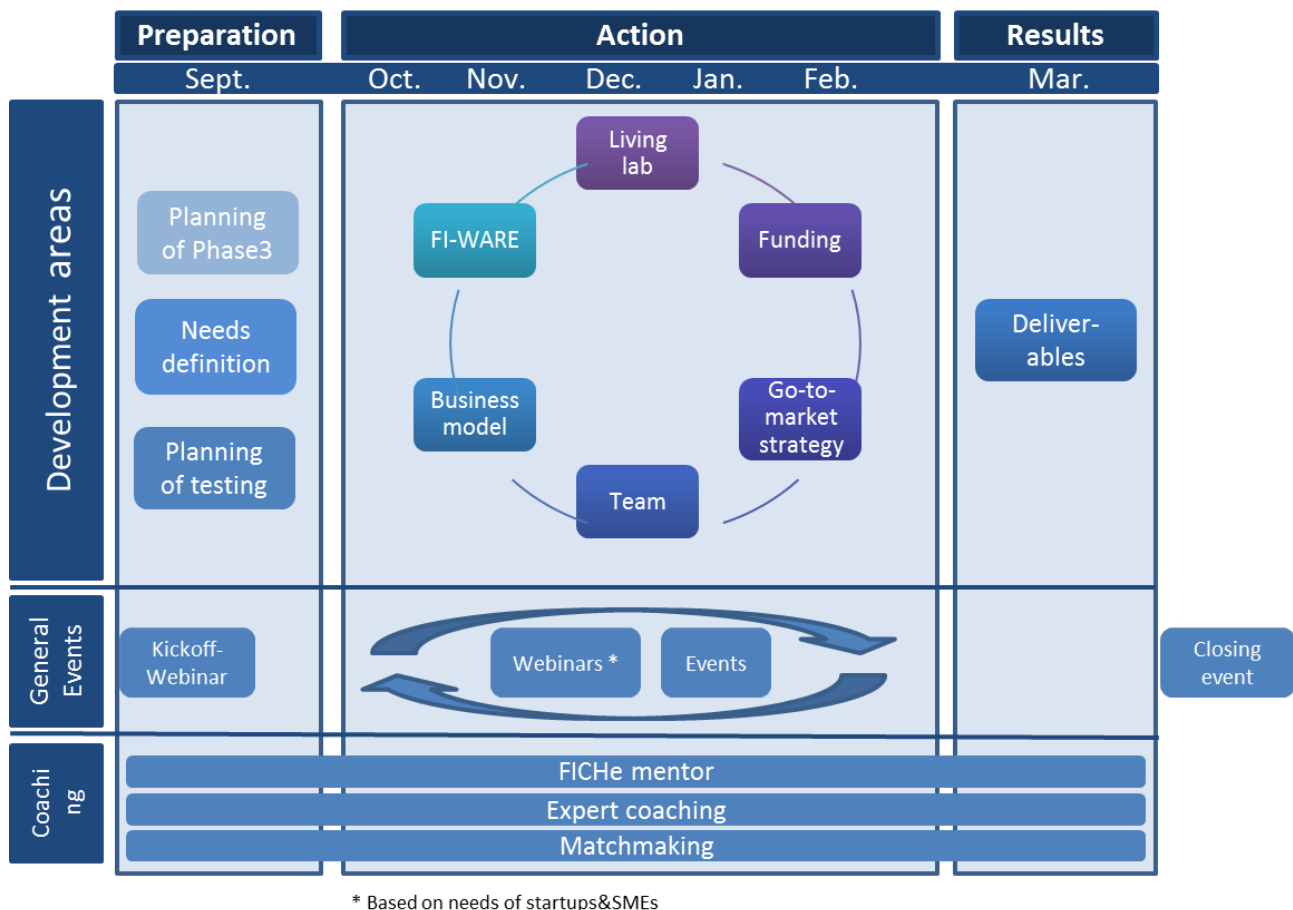 Preparation
Action
Results
Sept.
Oct.
Nov.
Dec.
Jan.
Feb.
Mar.
Development areas
Planning
of Phase3
Needs
definition
Planning
of testing
Living
lab
FI-WARE
Funding
Business
model
Go-to-
market
strategy
Team
Deliver-
ables
General
Events
Kickoff-
Webinar
Webinars *
Events
Closing
event
Coachi
ng
FICHe mentor
Expert coaching
Matchmaking
* Based on needs of startups&SMEs